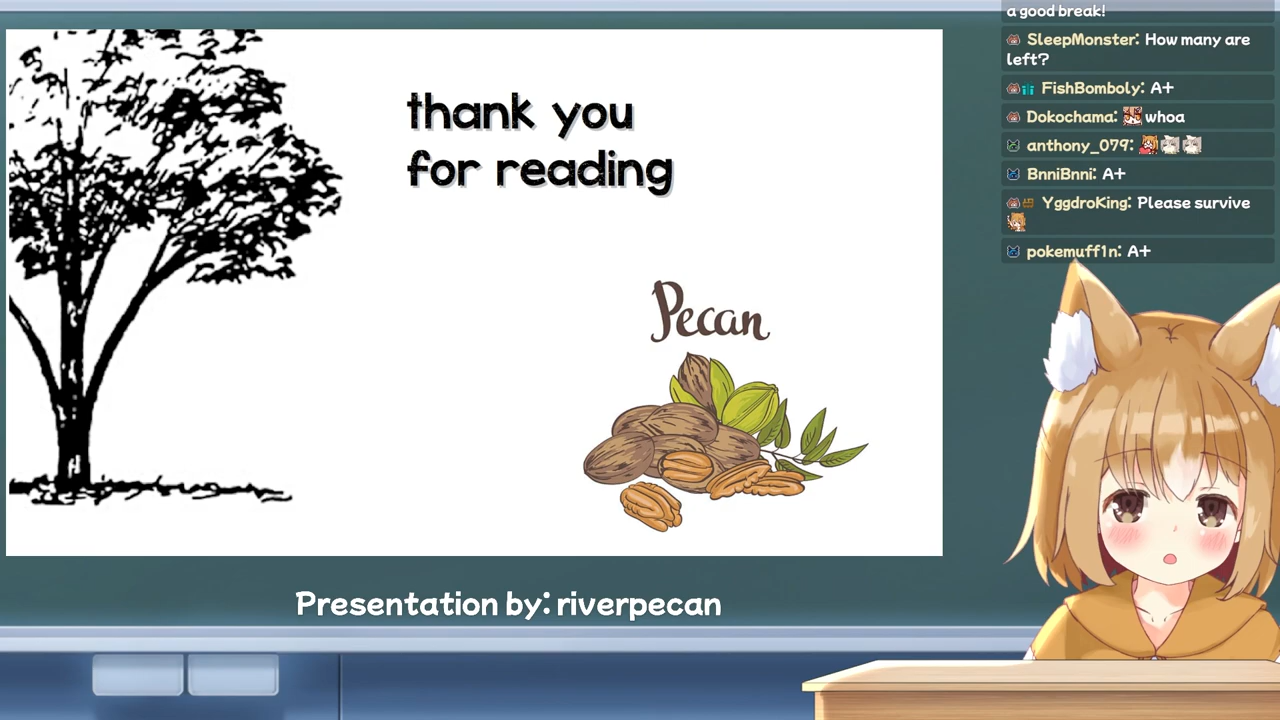 thank you
for reading
Pecan
Presentation by: riverpecan
a good break!
SleepMonster: How many are
left?
FishBomboly: A+
Dokochama: whoa
anthony_079:
BnniBnni: A+
YggdroKing: Please survive
pokemuff1n: A+